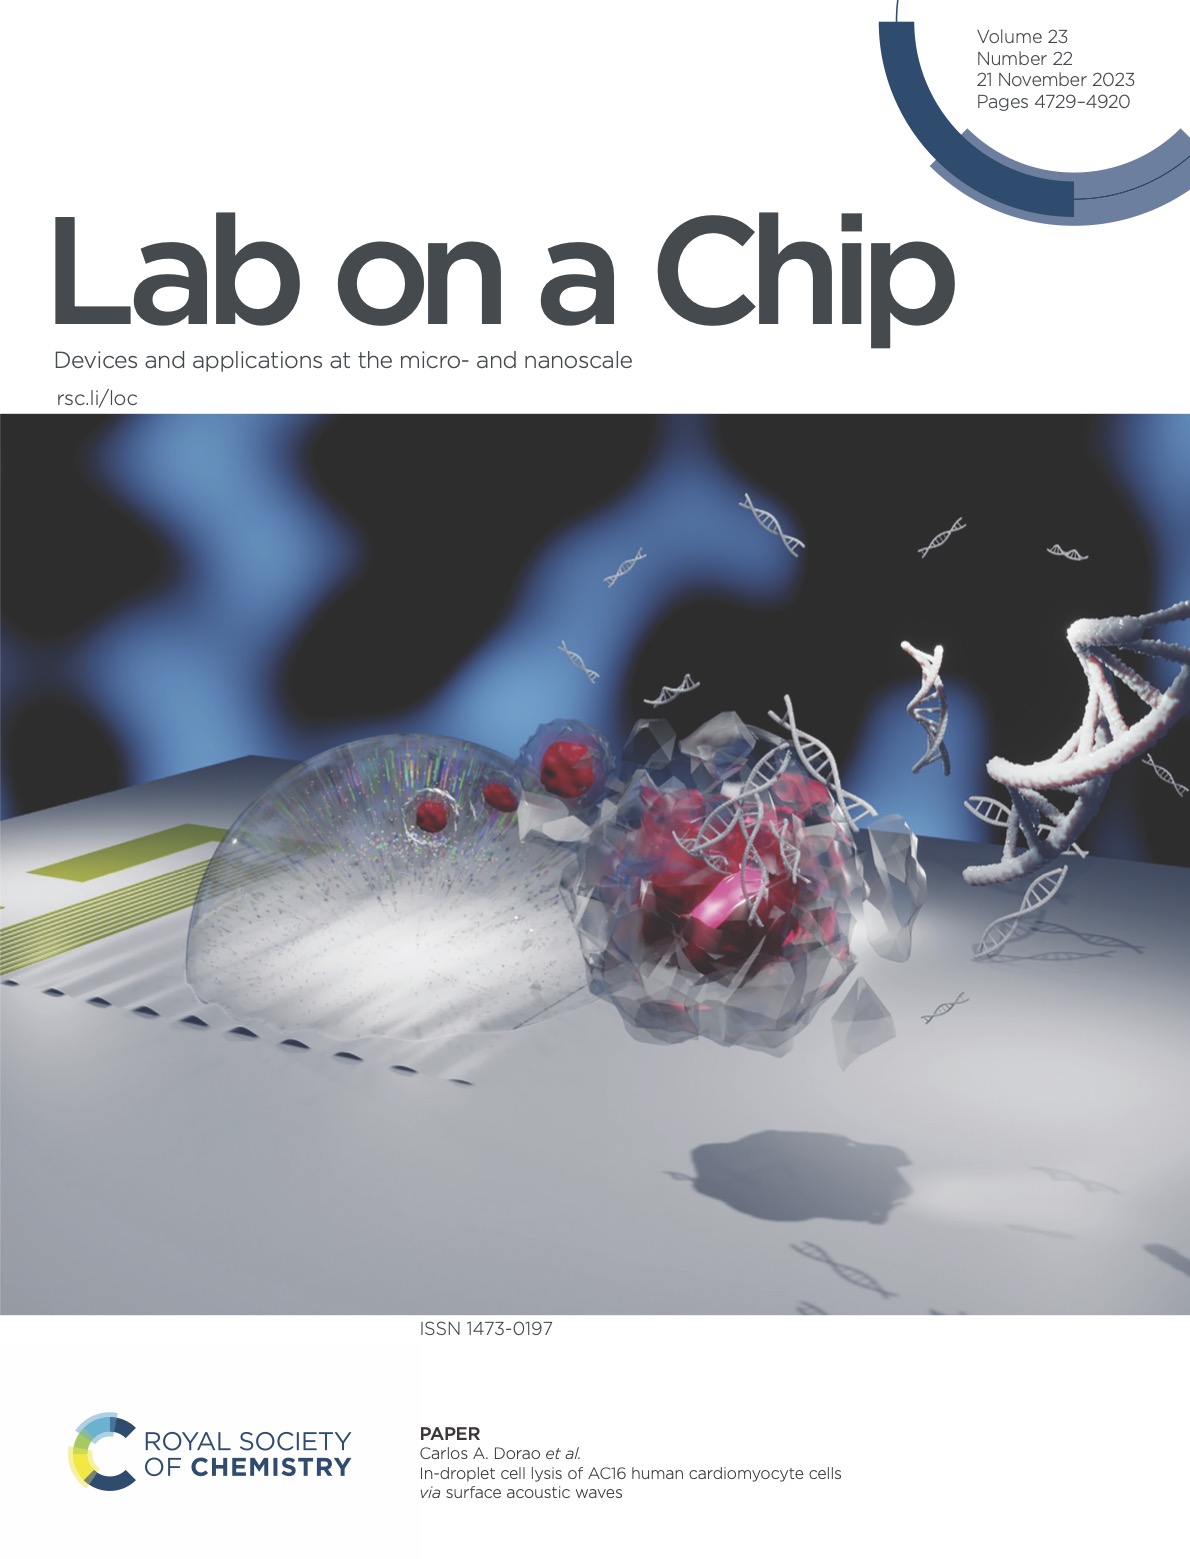 Volume 23
Number 22
21 November 2023
Pages 4729–4920
Lab on a Chip
Devices and applications at the micro- and nanoscale
rsc.li/loc
ISSN 1473-0197
ROYAL SOCIETY
OF CHEMISTRY
PAPER
Carlos A. Dorao et al.
In-droplet cell lysis of AC16 human cardiomyocyte cells
via surface acoustic waves